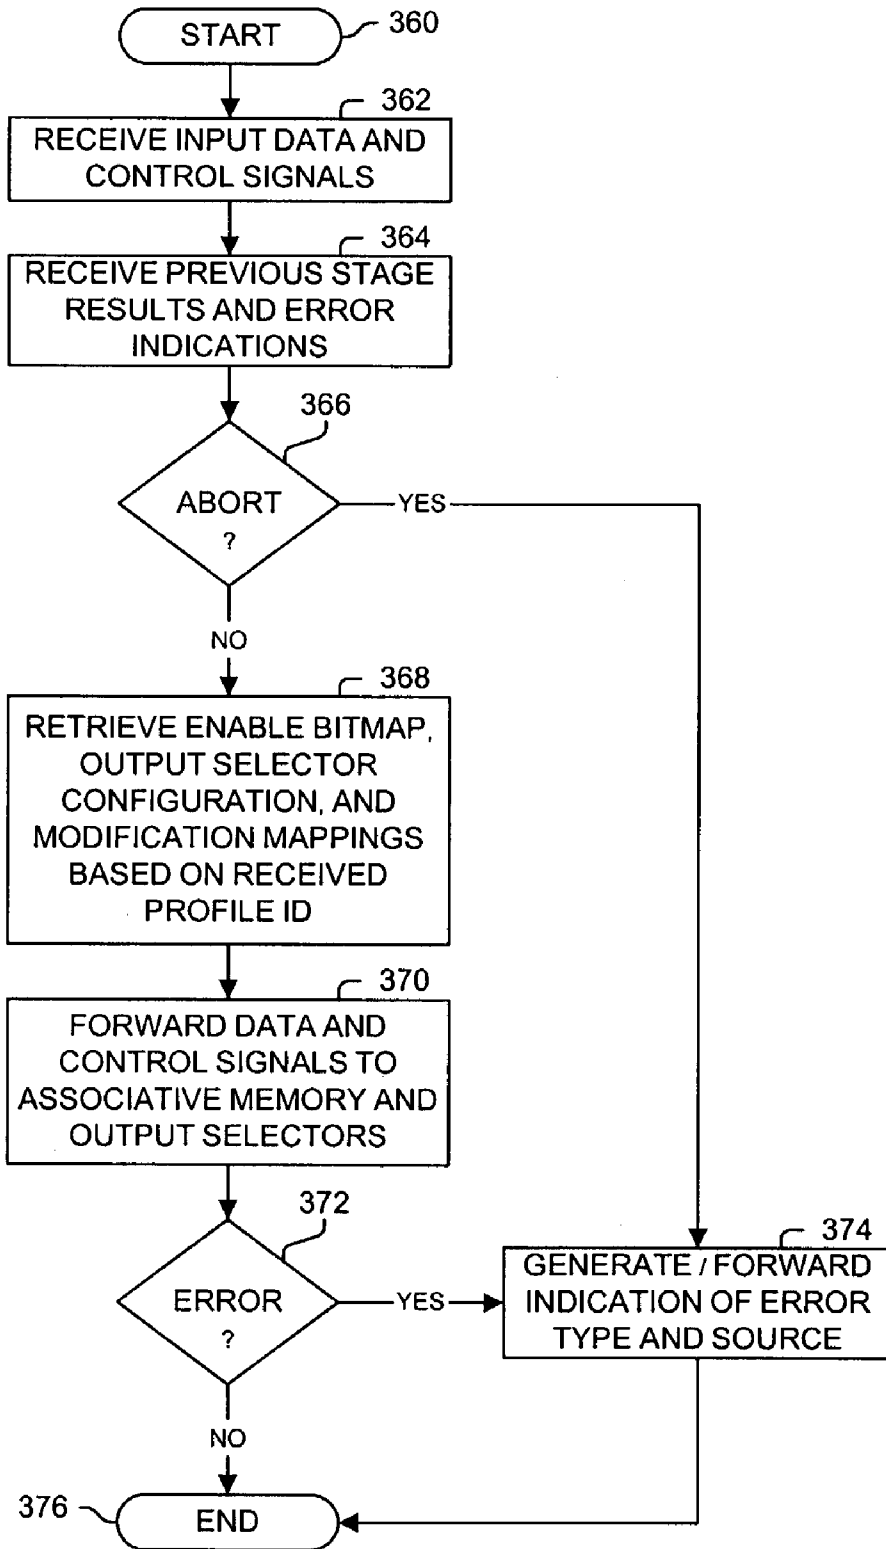 START
360
362
RECEIVE INPUT DATA AND
CONTROL SIGNALS
364
RECEIVE PREVIOUS STAGE
RESULTS AND ERROR
INDICATIONS
366
ABORT
?
YES
NO
368
RETRIEVE ENABLE BITMAP,
OUTPUT SELECTOR
CONFIGURATION, AND
MODIFICATION MAPPINGS
BASED ON RECEIVED
PROFILE ID
370
FORWARD DATA AND
CONTROL SIGNALS TO
ASSOCIATIVE MEMORY AND
OUTPUT SELECTORS
372
ERROR
?
YES
374
GENERATE / FORWARD
INDICATION OF ERROR
TYPE AND SOURCE
NO
376
END